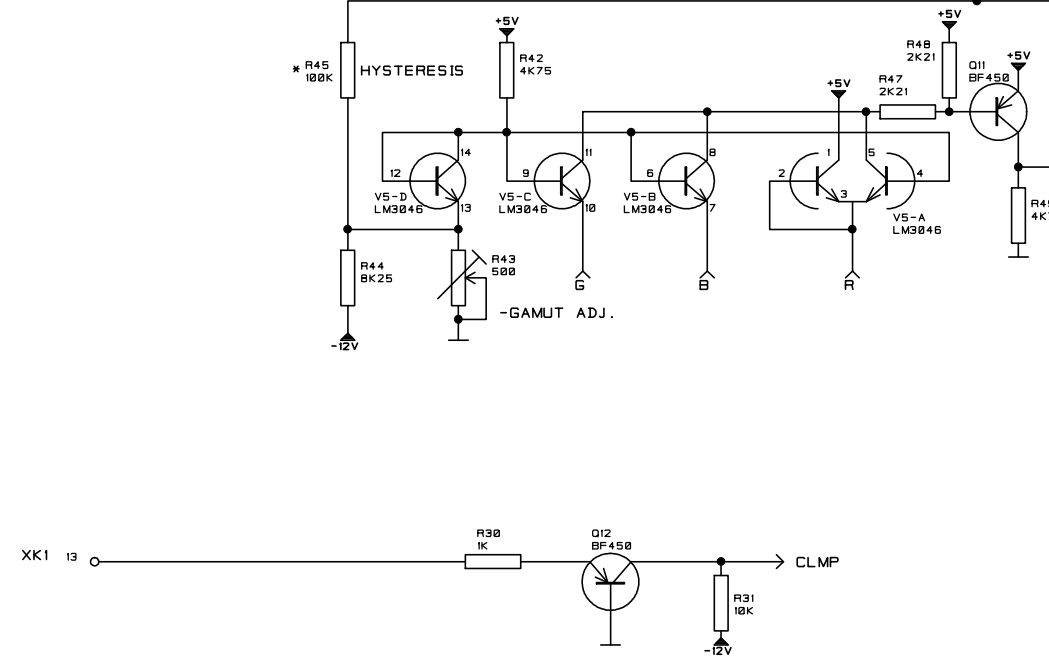 +5V
+5V
* R45
100K
HYSTERESIS
R42
4K75
R48
2K21
+5V
R47
2K21
+5V
Q11
BF450
14
12
V5-D
LM3046
13
11
9
V5-C
LM3046
10
8
6
V5-B
LM3046
7
1
5
2
3
4
V5-A
LM3046
R49
R44
8K25
R43
500
G
B
R
-GAMUT ADJ.
-12V
XK1 13
R30
1K
Q12
BF450
CLMP
R31
10K
-12V